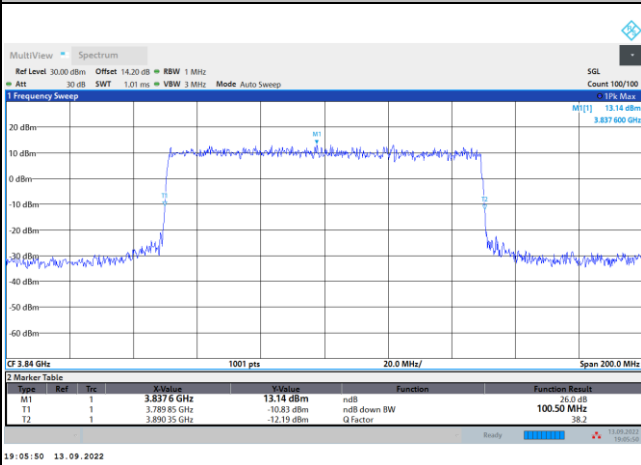 MultiView Spectrum
Ref Level 30.00 dBm Offset 14.20 dB RBW 1 MHz SGL
Att 30 dB SWT 1.01 ms VBW 3 MHz Mode Auto Sweep Count 100/100
1 Frequency Sweep 1Pk Max
M1[1] 13.14 dBm
3.837 600 GHz
20 dBm
M1
10 dBm
0 dBm
T1 T2
-10 dBm
-20 dBm
-30 dBm
-40 dBm
-50 dBm
-60 dBm
CF 3.84 GHz 1001 pts 20.0 MHz/ Span 200.0 MHz
2 Marker Table
Type Ref Trc X-Value Y-Value Function Function Result
M1 1 3.837 6 GHz 13.14 dBm ndB 26.0 dB
T1 1 3.789 85 GHz -10.83 dBm ndB down BW 100.50 MHz
T2 1 3.890 35 GHz -12.19 dBm Q Factor 38.2
Ready 13.09.2022
19:05:50
19:05:50 13.09.2022